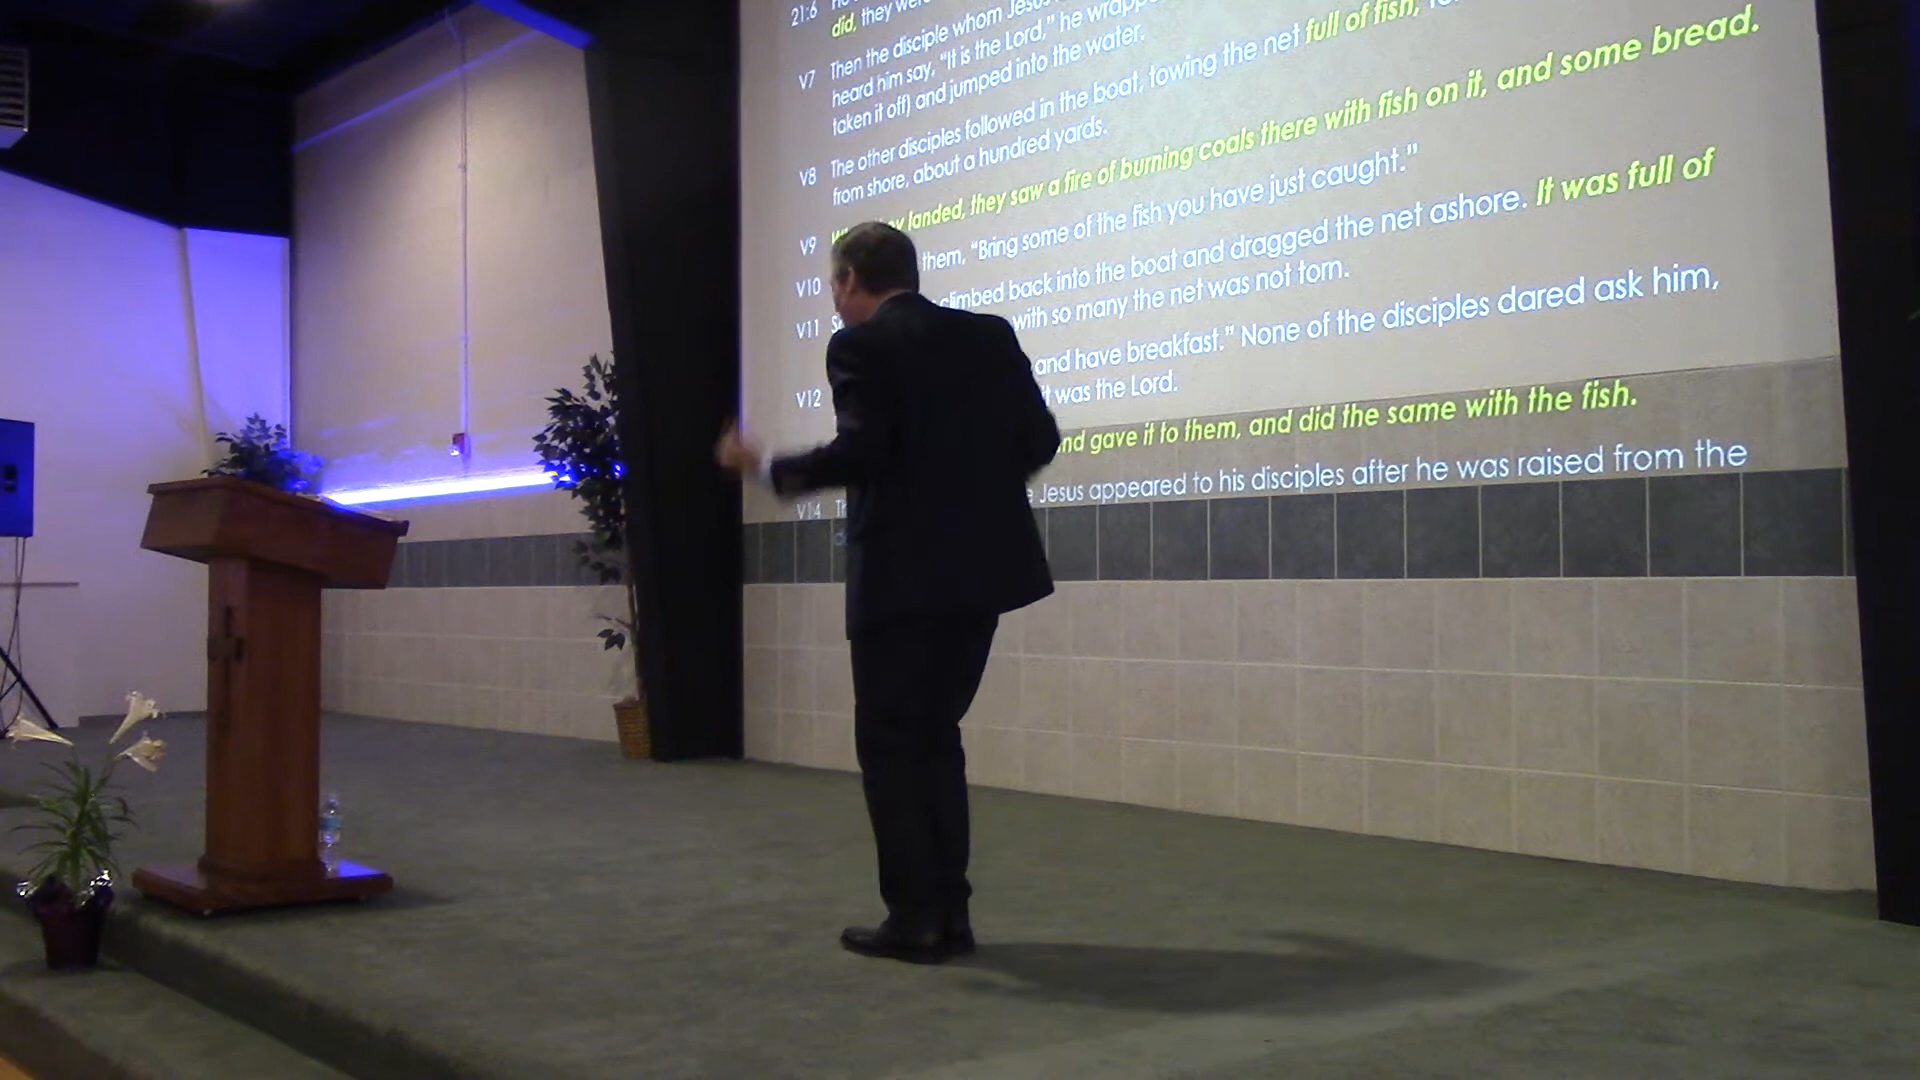 21:6
did, they
V7 Then the disciple whom Jesus
heard him say, "It is the Lord," he
taken it off) and jumped into the water.
V8 The other disciples followed in the boat, towing the net full of fish,
from shore, about a hundred yards.
V9 landed, they saw a fire of burning coals there with fish on it, and some bread.
V10 them, "Bring some of the fish you have just caught."
V11 climbed back into the boat and dragged the net ashore. It was full of
with so many the net was not torn.
V12 and have breakfast." None of the disciples dared ask him,
it was the Lord.
and gave it to them, and did the same with the fish.
V14 Jesus appeared to his disciples after he was raised from the